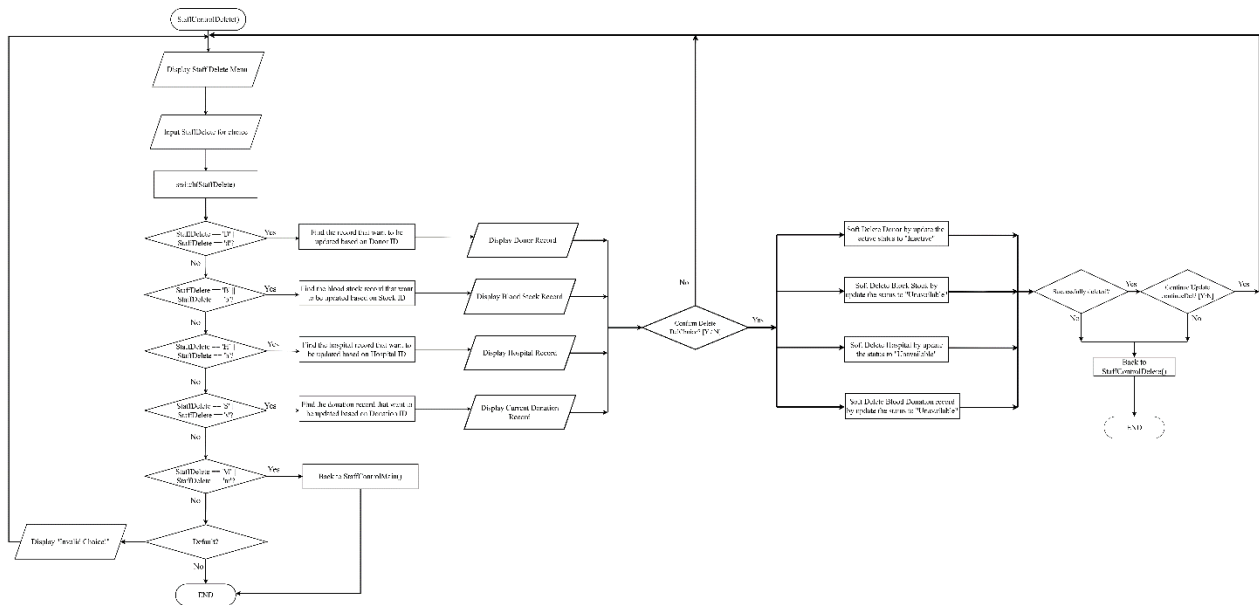 StaffControlDelete()
Display StaffDelete Menu
Input StaffDelete for choice
switch(StaffDelete)
StaffDelete == 'D' ||
StaffDelete == 'd'?
Yes
Find the record that want to be
updated based on Donor ID
Display Donor Record
No
StaffDelete == 'B' ||
StaffDelete == 'b'?
Yes
Find the blood stock record that want
to be updated based on Stock ID
Display Blood Stock Record
No
StaffDelete == 'H' ||
StaffDelete == 'h'?
Yes
Find the hospital record that want to
be updated based on Hospital ID
Display Hospital Record
No
StaffDelete ==
StaffDelete ==
Yes
Find the donation record that want to
be updated based on Donation ID
Display Current Donation
Record
No
StaffDelete == 'M' ||
StaffDelete == 'm'?
Yes
Back to StaffControlMain()
No
Default?
Display "Invalid Choice!"
No
END
No
Confirm Delete
DelChoice? [Y/N]
Yes
Soft Delete Donor by update the
active status to "Inactive"
Soft Delete Blood Stock by
update the status to "Unavailable"
Soft Delete Hospital by update
the status to "Unavailable"
Soft Delete Blood Donation record
by update the status to "Unavailable"
Successfully deleted?
Yes
Continue Update
continueDel? [Y/N]
Yes
No
No
Back to
StaffControlDelete()
END